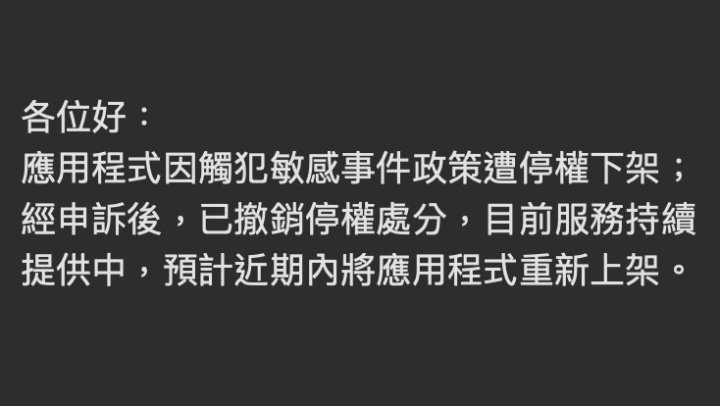 各位好：
應用程式因觸犯敏感事件政策遭停權下架；
經申訴後，已撤銷停權處分，目前服務持續
提供中，預計近期內將應用程式重新上架。